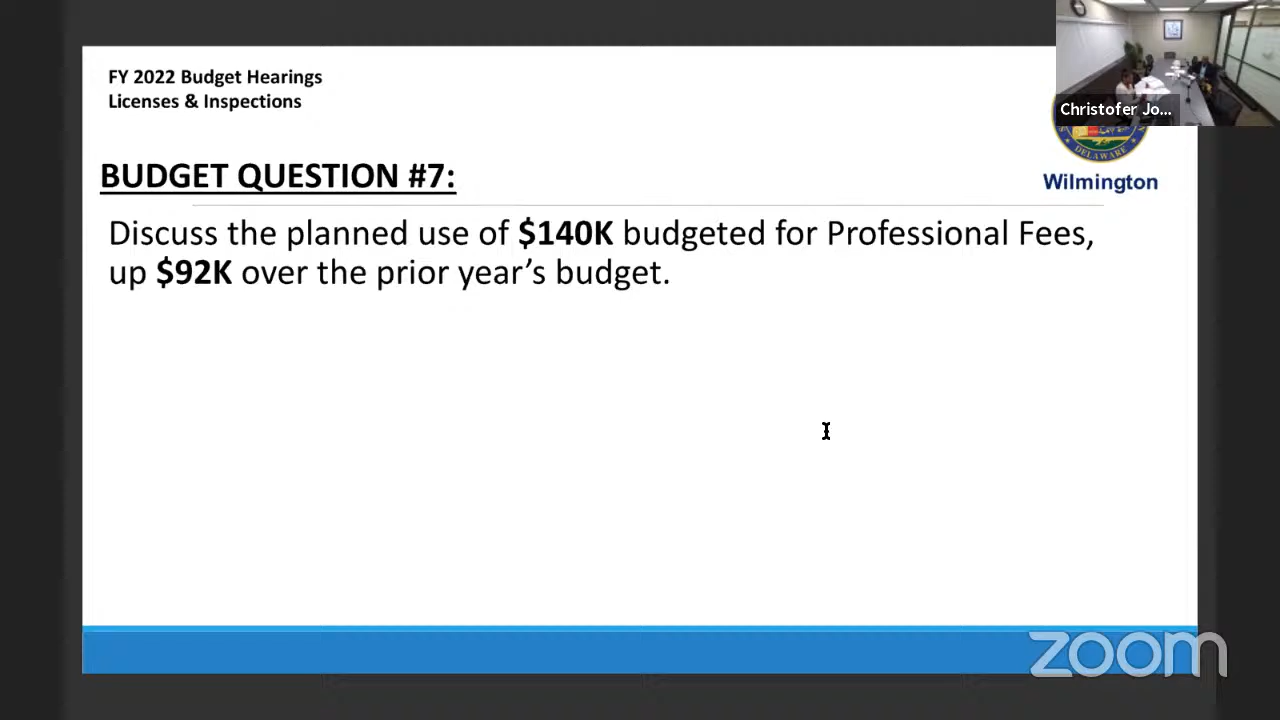 FY 2022 Budget Hearings
Licenses & Inspections
Christofer Jo...
DELAWARE
Wilmington
BUDGET QUESTION #7:
Discuss the planned use of $140K budgeted for Professional Fees,
up $92K over the prior year’s budget.
zoom